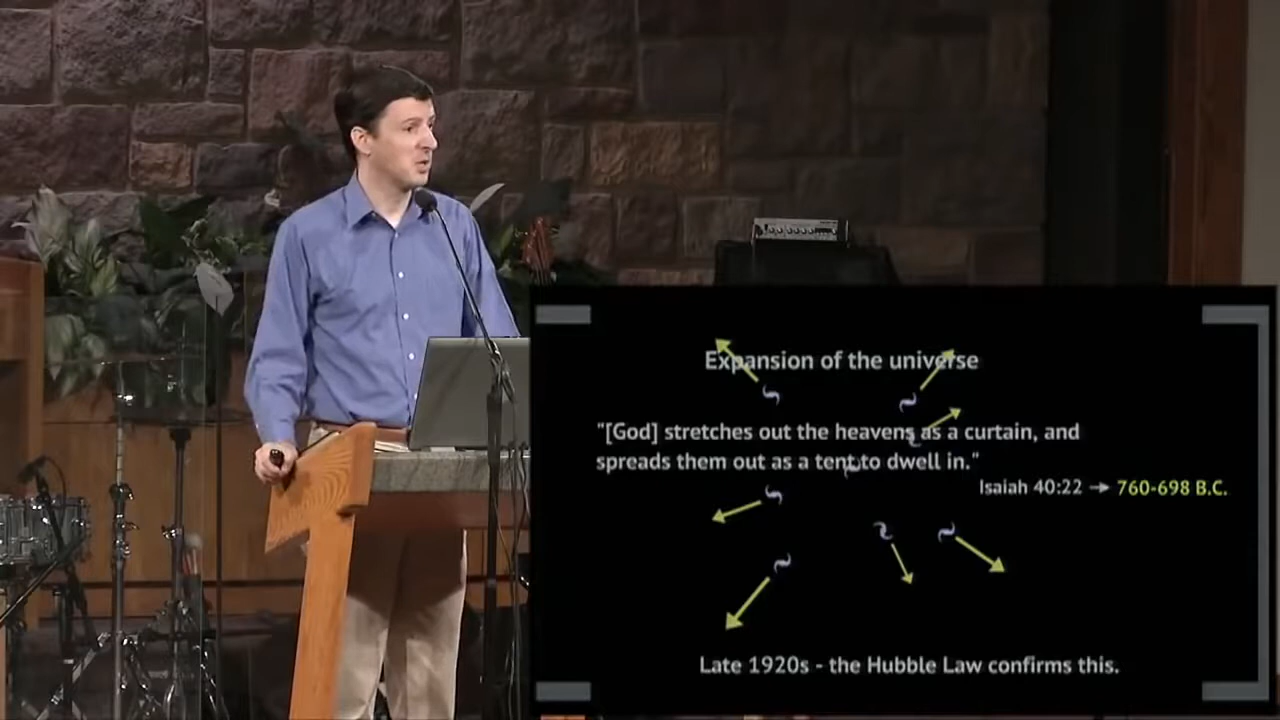 Expansion of the universe
"[God] stretches out the heavens as a curtain, and
spreads them out as a tent to dwell in."
Isaiah 40:22 → 760-698 B.C.
Late 1920s - the Hubble Law confirms this.